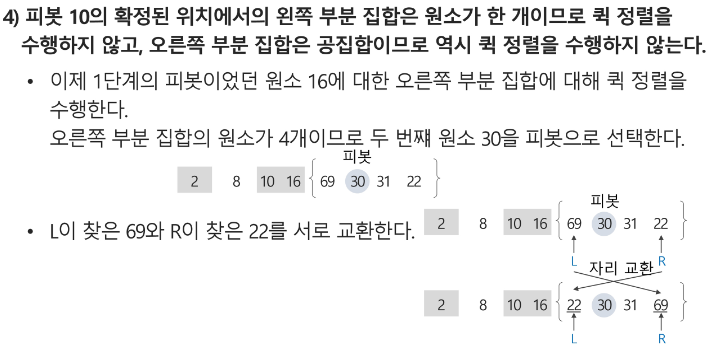 4) 피봇 10의 확정된 위치에서의 왼쪽 부분 집합은 원소가 한 개이므로 퀵 정렬을
수행하지 않고, 오른쪽 부분 집합은 공집합이므로 역시 퀵 정렬을 수행하지 않는다.
• 이제 1단계의 피봇이었던 원소 16에 대한 오른쪽 부분 집합에 대해 퀵 정렬을
수행한다.
오른쪽 부분 집합의 원소가 4개이므로 두 번쨰 원소 30을 피봇으로 선택한다.
피봇
2 8 10 16 { 69 30 31 22 }
• L이 찾은 69와 R이 찾은 22를 서로 교환한다.
피봇
2 8 10 16 { 69 30 31 22 }
L R
자리 교환
2 8 10 16 { 22 30 31 69 }
L R